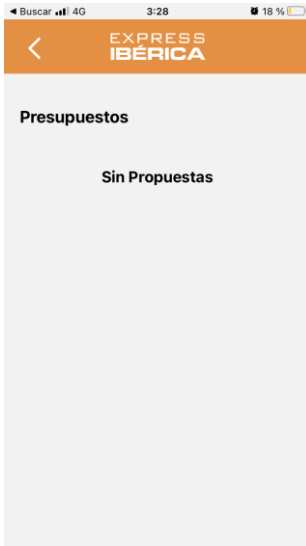 ◄ Buscar 4G 3:28 18 %
EXPRESS
IBÉRICA
Presupuestos
Sin Propuestas